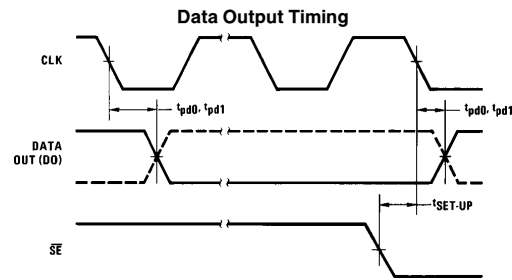 Data Output Timing
CLK
tpd0, tpd1
tpd0, tpd1
DATA
OUT (DO)
tSET-UP
SE